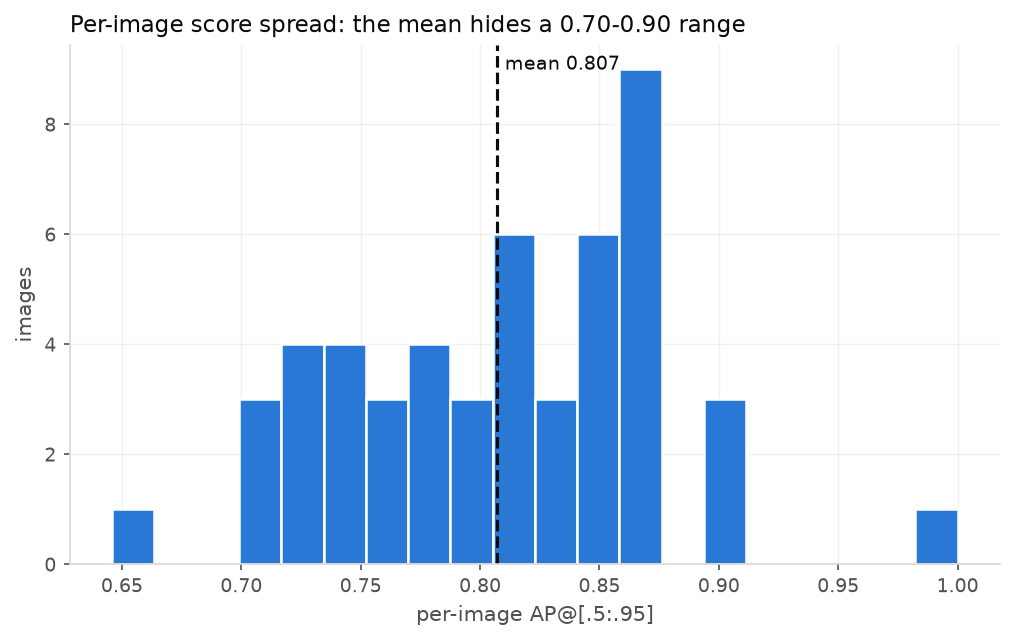 Per-image score spread: the mean hides a 0.70-0.90 range
mean 0.807
8
6
4
2
0
images
0.65 0.70 0.75 0.80 0.85 0.90 0.95 1.00
per-image AP@[.5:.95]